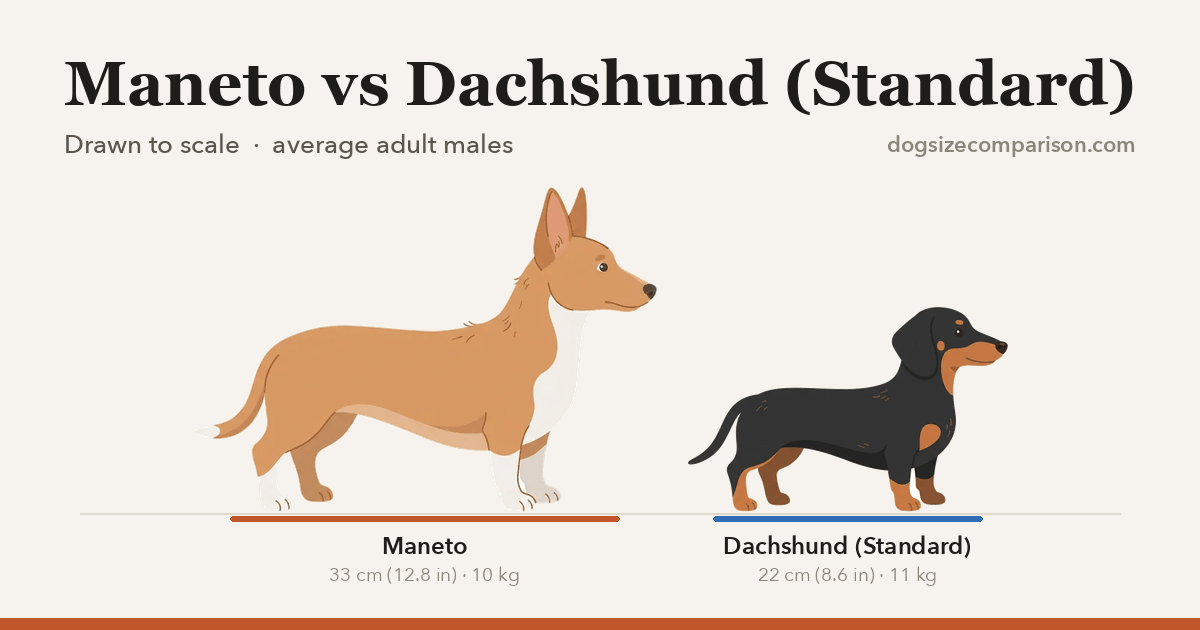 Maneto vs Dachshund (Standard)
Drawn to scale · average adult males
dogsizecomparison.com
Maneto
33 cm (12.8 in) · 10 kg
Dachshund (Standard)
22 cm (8.6 in) · 11 kg